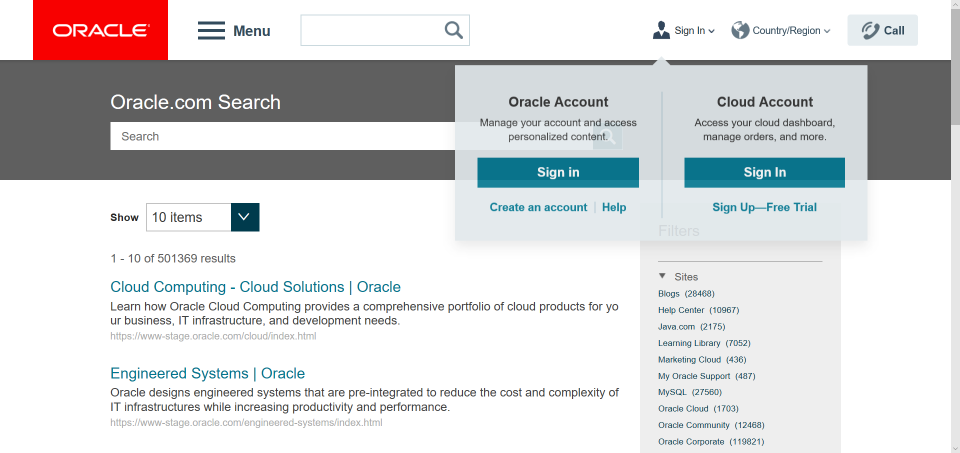 ORACLE
Menu
Sign In
Country/Region
Call
Oracle.com Search
Search
Oracle Account
Manage your account and access
personalized content.
Sign in
Create an account | Help
Cloud Account
Access your cloud dashboard,
manage orders, and more.
Sign In
Sign Up—Free Trial
Show 10 items
1 - 10 of 501369 results
Cloud Computing - Cloud Solutions | Oracle
Learn how Oracle Cloud Computing provides a comprehensive portfolio of cloud products for yo
ur business, IT infrastructure, and development needs.
https://www-stage.oracle.com/cloud/index.html
Engineered Systems | Oracle
Oracle designs engineered systems that are pre-integrated to reduce the cost and complexity of
IT infrastructures while increasing productivity and performance.
https://www-stage.oracle.com/engineered-systems/index.html
Filters
Sites
Blogs (28468)
Help Center (10967)
Java.com (2175)
Learning Library (7052)
Marketing Cloud (436)
My Oracle Support (487)
MySQL (27560)
Oracle Cloud (1703)
Oracle Community (12468)
Oracle Corporate (119821)